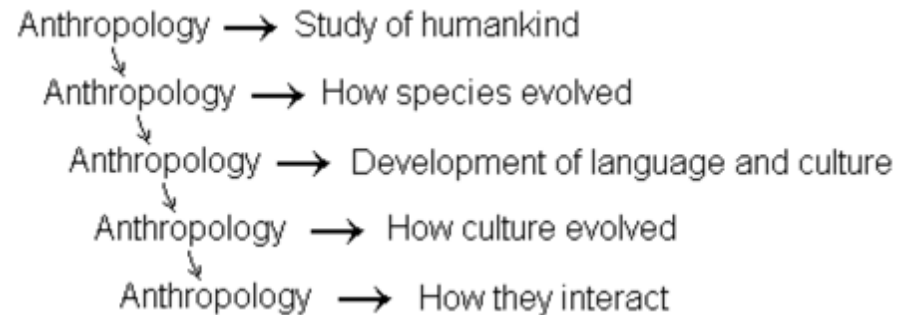 Anthropology → Study of humankind
Anthropology → How species evolved
Anthropology → Development of language and culture
Anthropology → How culture evolved
Anthropology → How they interact